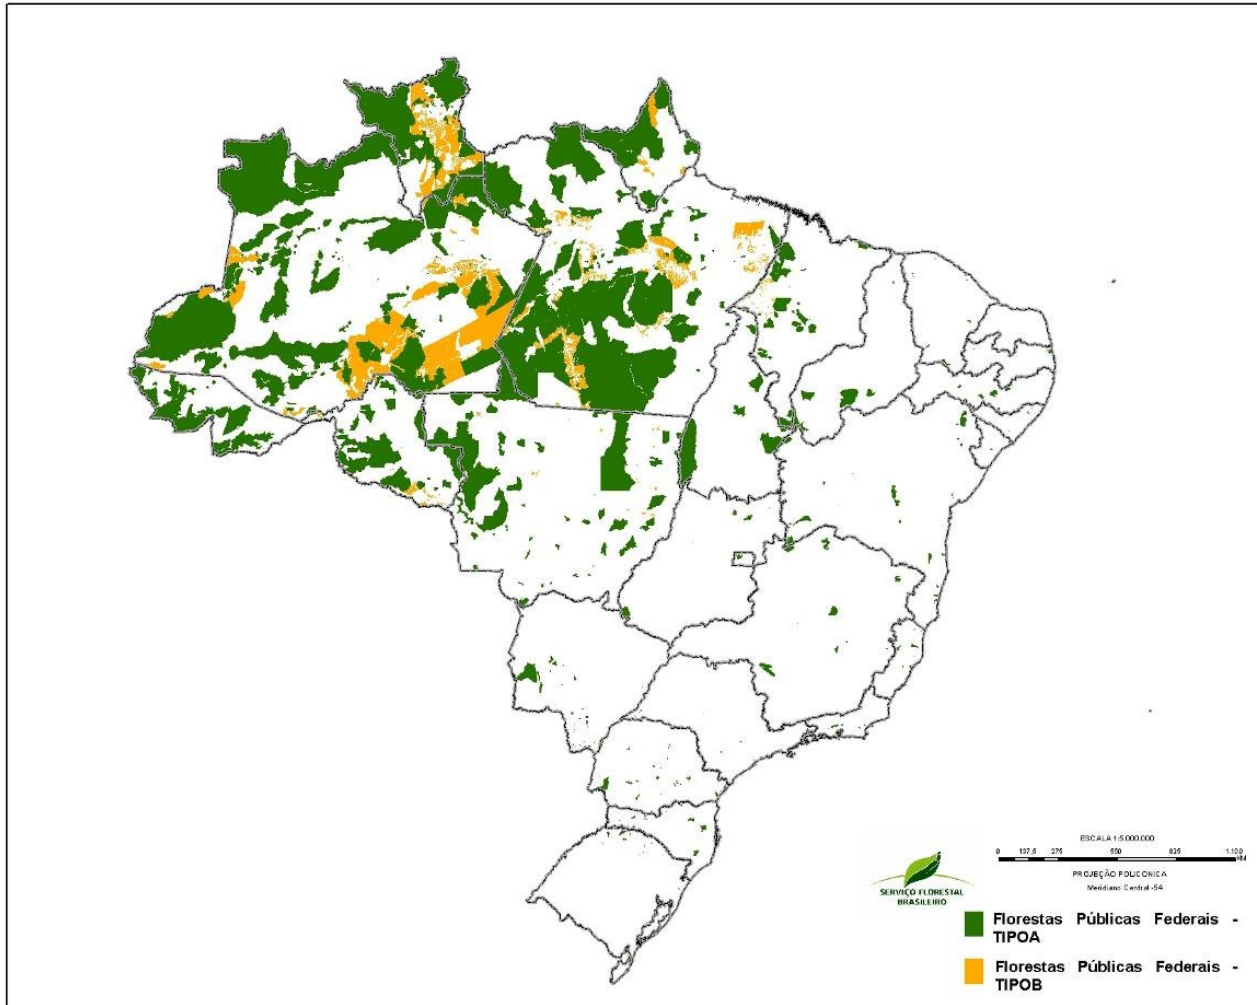 ESCALA 1:5.000.000
0 137,5 275 550 825 1.100
KM
PROJEÇÃO POLICONICA
Meridiano Central -54
SERVIÇO FLORESTAL
BRASILEIRO
Florestas Públicas Federais -
TIPOA
Florestas Públicas Federais -
TIPOB